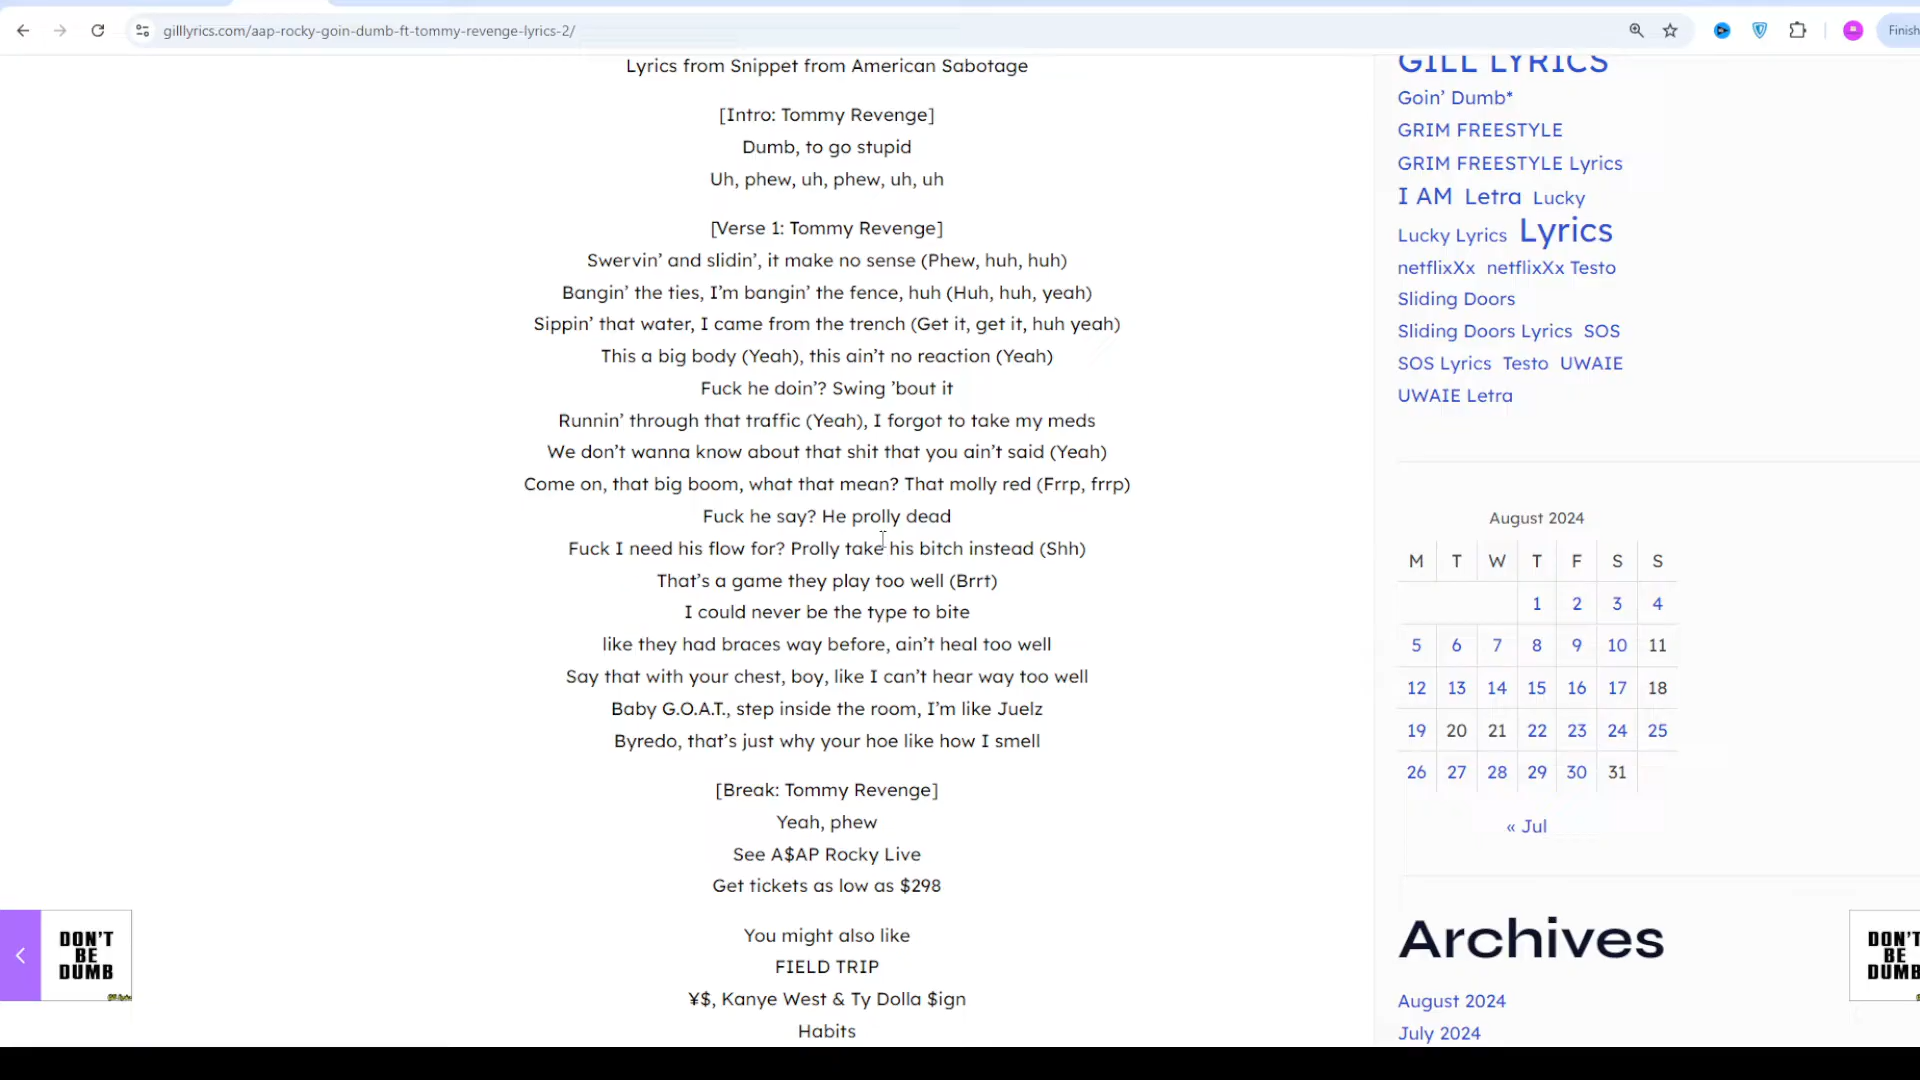 gilllyrics.com/aap-rocky-goin-dumb-ft-tommy-revenge-lyrics-2/
Finish
Lyrics from Snippet from American Sabotage
[Intro: Tommy Revenge]
Dumb, to go stupid
Uh, phew, uh, phew, uh, uh
[Verse 1: Tommy Revenge]
Swervin’ and slidin’, it make no sense (Phew, huh, huh)
Bangin’ the ties, I’m bangin’ the fence, huh (Huh, huh, yeah)
Sippin’ that water, I came from the trench (Get it, get it, huh yeah)
This a big body (Yeah), this ain’t no reaction (Yeah)
Fuck he doin’? Swing ’bout it
Runnin’ through that traffic (Yeah), I forgot to take my meds
We don’t wanna know about that shit that you ain’t said (Yeah)
Come on, that big boom, what that mean? That molly red (Frrp, frrp)
Fuck he say? He prolly dead
Fuck I need his flow for? Prolly take his bitch instead (Shh)
That’s a game they play too well (Brrt)
I could never be the type to bite
like they had braces way before, ain’t heal too well
Say that with your chest, boy, like I can’t hear way too well
Baby G.O.A.T., step inside the room, I’m like Juelz
Byredo, that’s just why your hoe like how I smell
[Break: Tommy Revenge]
Yeah, phew
See A$AP Rocky Live
Get tickets as low as $298
You might also like
FIELD TRIP
¥$, Kanye West & Ty Dolla $ign
Habits
GILL LYRICS
Goin’ Dumb*
GRIM FREESTYLE
GRIM FREESTYLE Lyrics
I AM Letra Lucky
Lucky Lyrics Lyrics
netflixXx netflixXx Testo
Sliding Doors
Sliding Doors Lyrics SOS
SOS Lyrics Testo UWAIE
UWAIE Letra
August 2024
M T W T F S S
1 2 3 4
5 6 7 8 9 10 11
12 13 14 15 16 17 18
19 20 21 22 23 24 25
26 27 28 29 30 31
« Jul
Archives
August 2024
July 2024
DON'T
BE
DUMB
DON'T
BE
DUMB